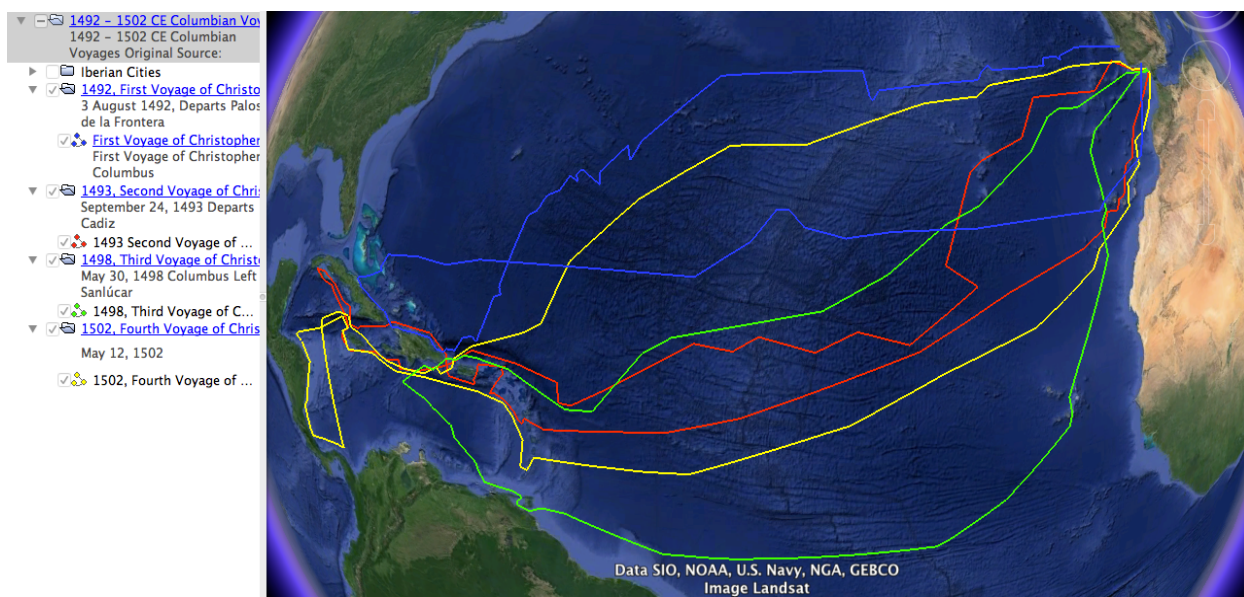 1492 – 1502 CE Columbian Voy
1492 - 1502 CE Columbian
Voyages Original Source:
Iberian Cities
1492, First Voyage of Christo
3 August 1492, Departs Palos
de la Frontera
First Voyage of Christopher
First Voyage of Christopher
Columbus
1493, Second Voyage of Chris
September 24, 1493 Departs
Cadiz
1493 Second Voyage of ...
1498, Third Voyage of Christo
May 30, 1498 Columbus Left
Sanlúcar
1498, Third Voyage of C...
1502, Fourth Voyage of Chris
May 12, 1502
1502, Fourth Voyage of ...
Data SIO, NOAA, U.S. Navy, NGA, GEBCO
Image Landsat